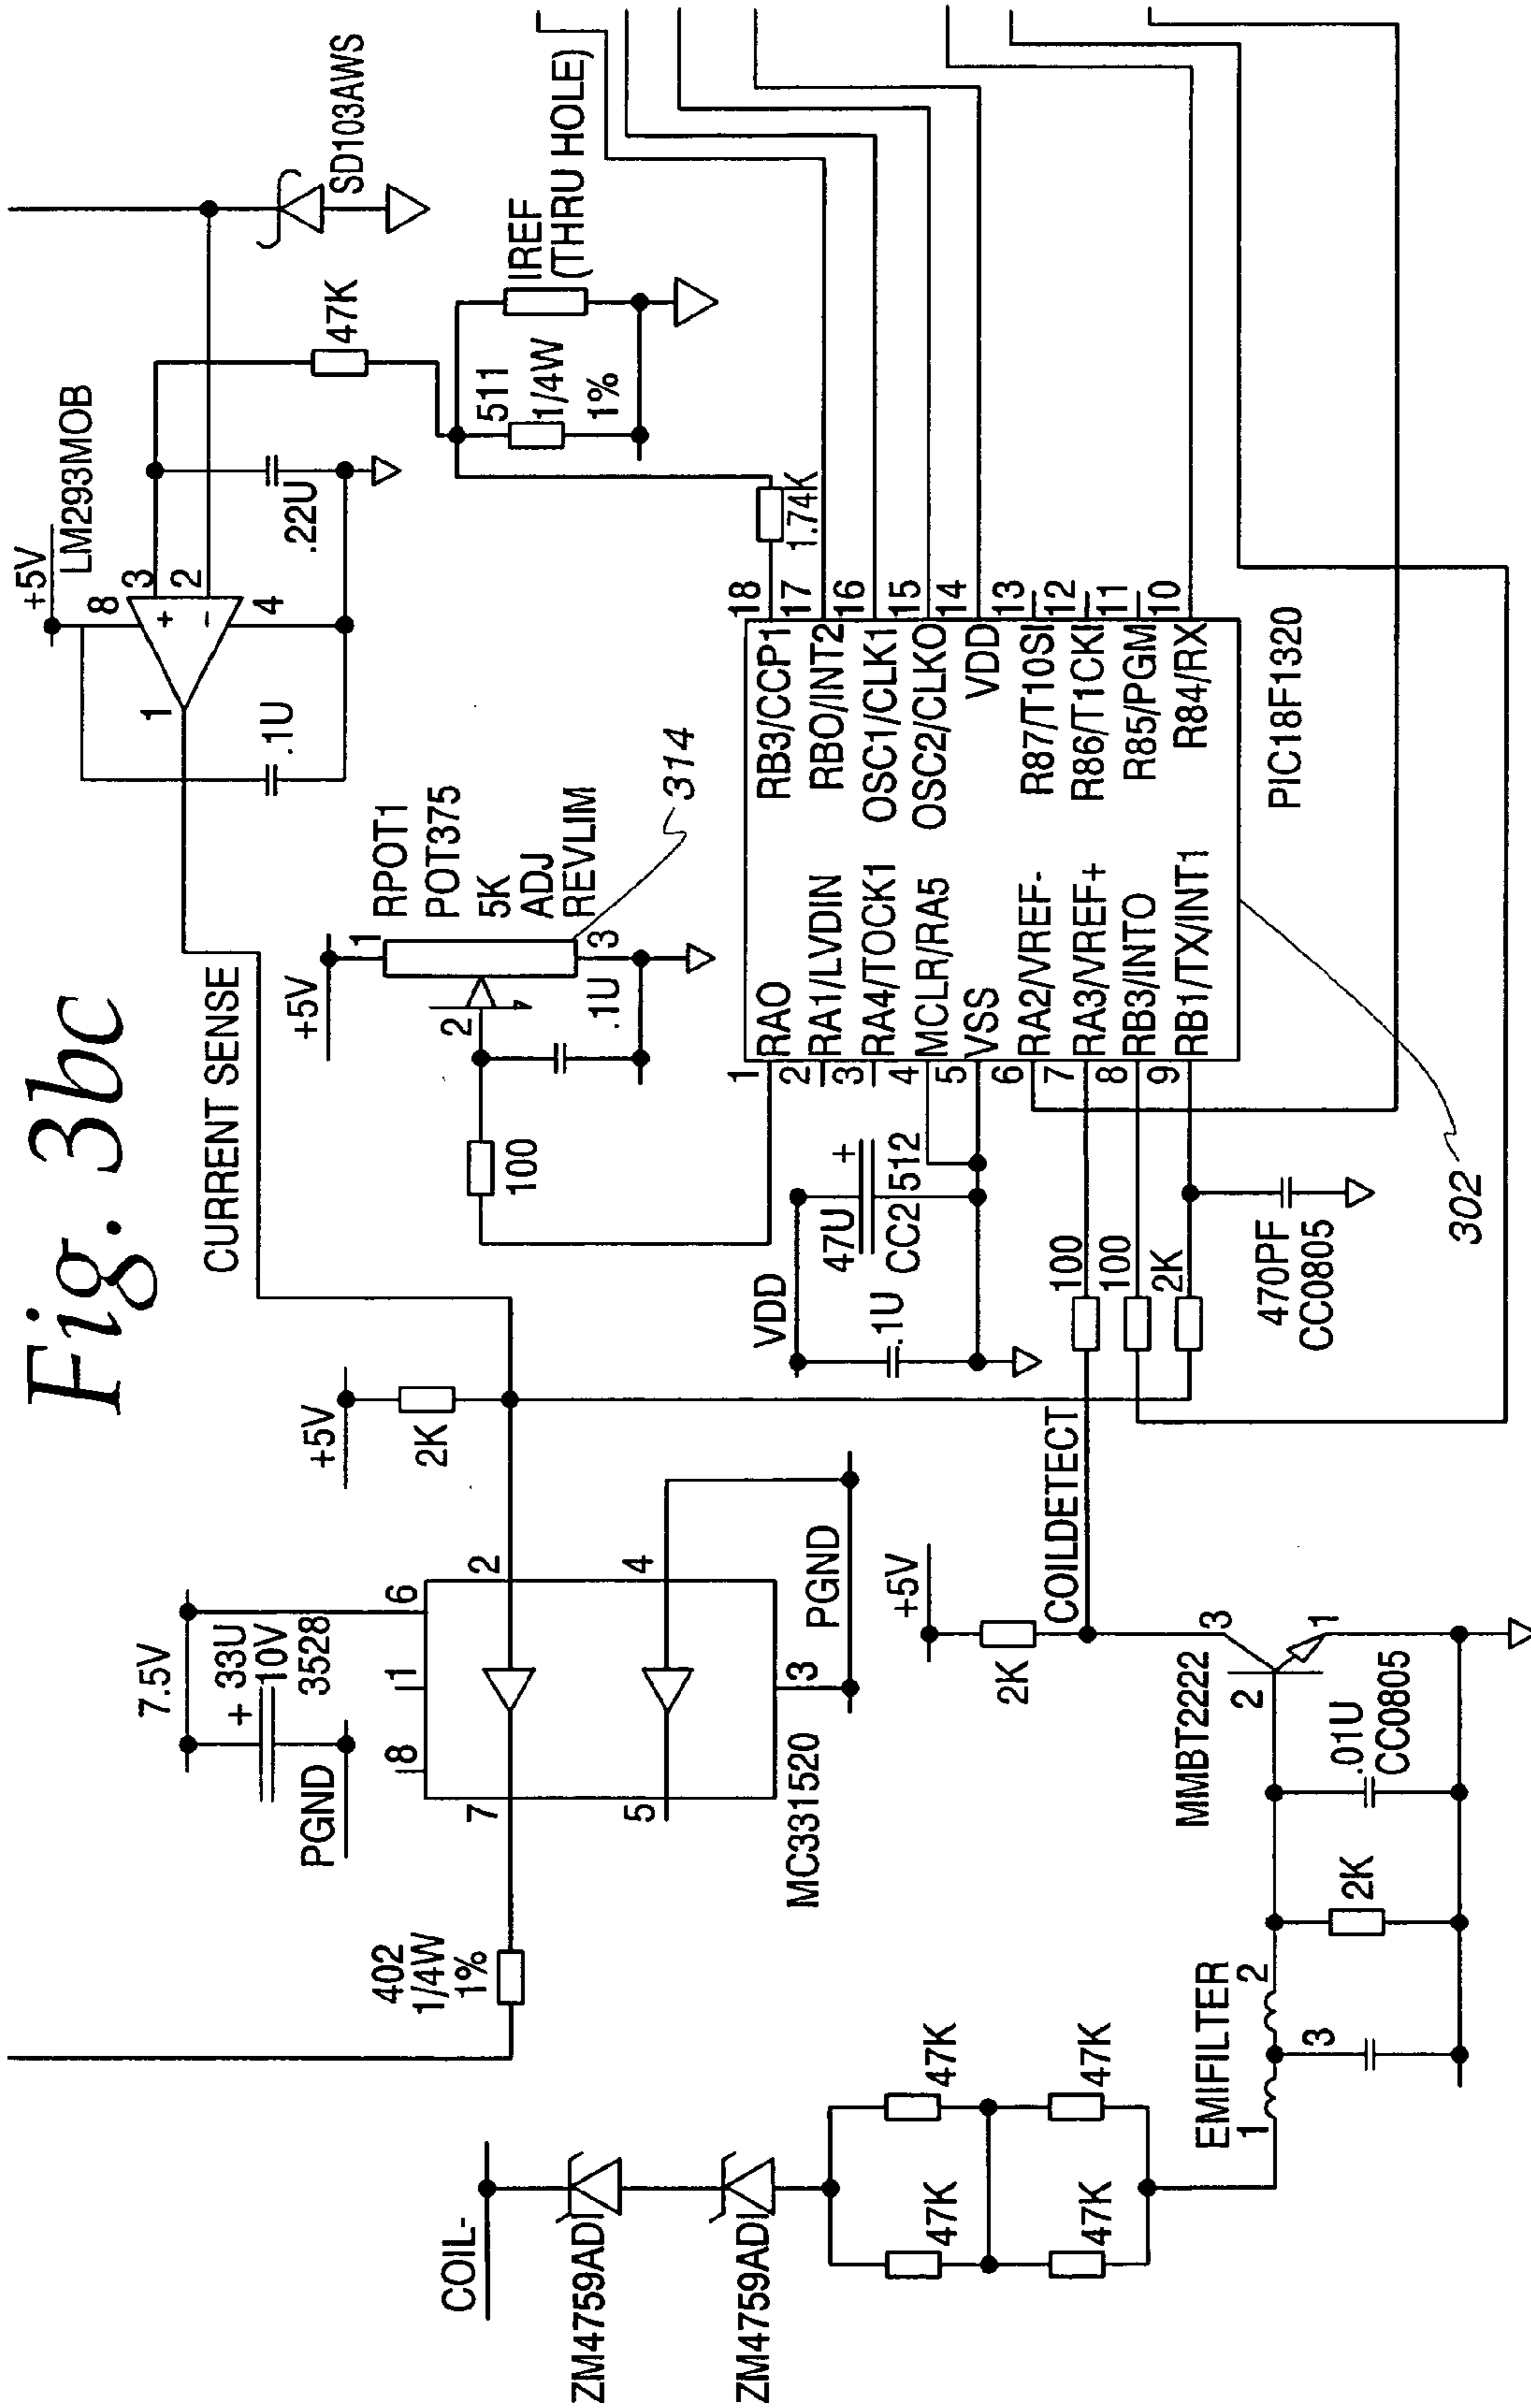 Fig. 3bc
CURRENT SENSE
+5V
LM293MOB
8
3
+
-
2
1
4
.1U
.22U
47K
SD103AWS
511
1/4W
1%
IREF
(THRU HOLE)
+5V
1
RPOT1
POT375
5K
ADJ
REVLIM
2
3
.1U
100
314
1.74K
+5V
2K
7.5V
+ 33U
10V
3528
PGND
8
1
6
7
2
5
4
3
PGND
MC331520
402
1/4W
1%
VDD
47U
+
CC2512
.1U
1
RAO
2
RA1/LVDIN
3
RA4/TOCK1
4
MCLR/RA5
5
VSS
6
RA2/VREF-
7
RA3/VREF+
8
RB3/INTO
9
RB1/TX/INT1
RB3/CCP1
18
RBO/INT2
17
OSC1/CLK1
16
OSC2/CLKO
15
VDD
14
R87/T10SI
13
R86/T1CKI
12
R85/PGM
11
R84/RX
10
PIC18F1320
302
100
100
2K
470PF
CC0805
+5V
2K
COILDETECT
MMBT2222
3
2
1
.01U
CC0805
2K
EMIFILTER
1
2
3
COIL-
ZM4759ADI
ZM4759ADI
47K
47K
47K
47K